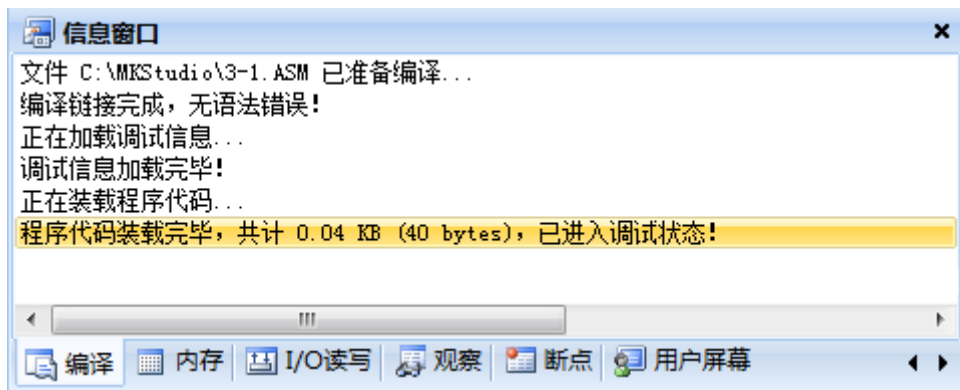 信息窗口
文件 C:\MKStudio\3-1.ASM 已准备编译...
编译链接完成，无语法错误!
正在加载调试信息...
调试信息加载完毕!
正在装载程序代码...
程序代码装载完毕，共计 0.04 KB (40 bytes)，已进入调试状态!
编译 内存 I/O读写 观察 断点 用户屏幕